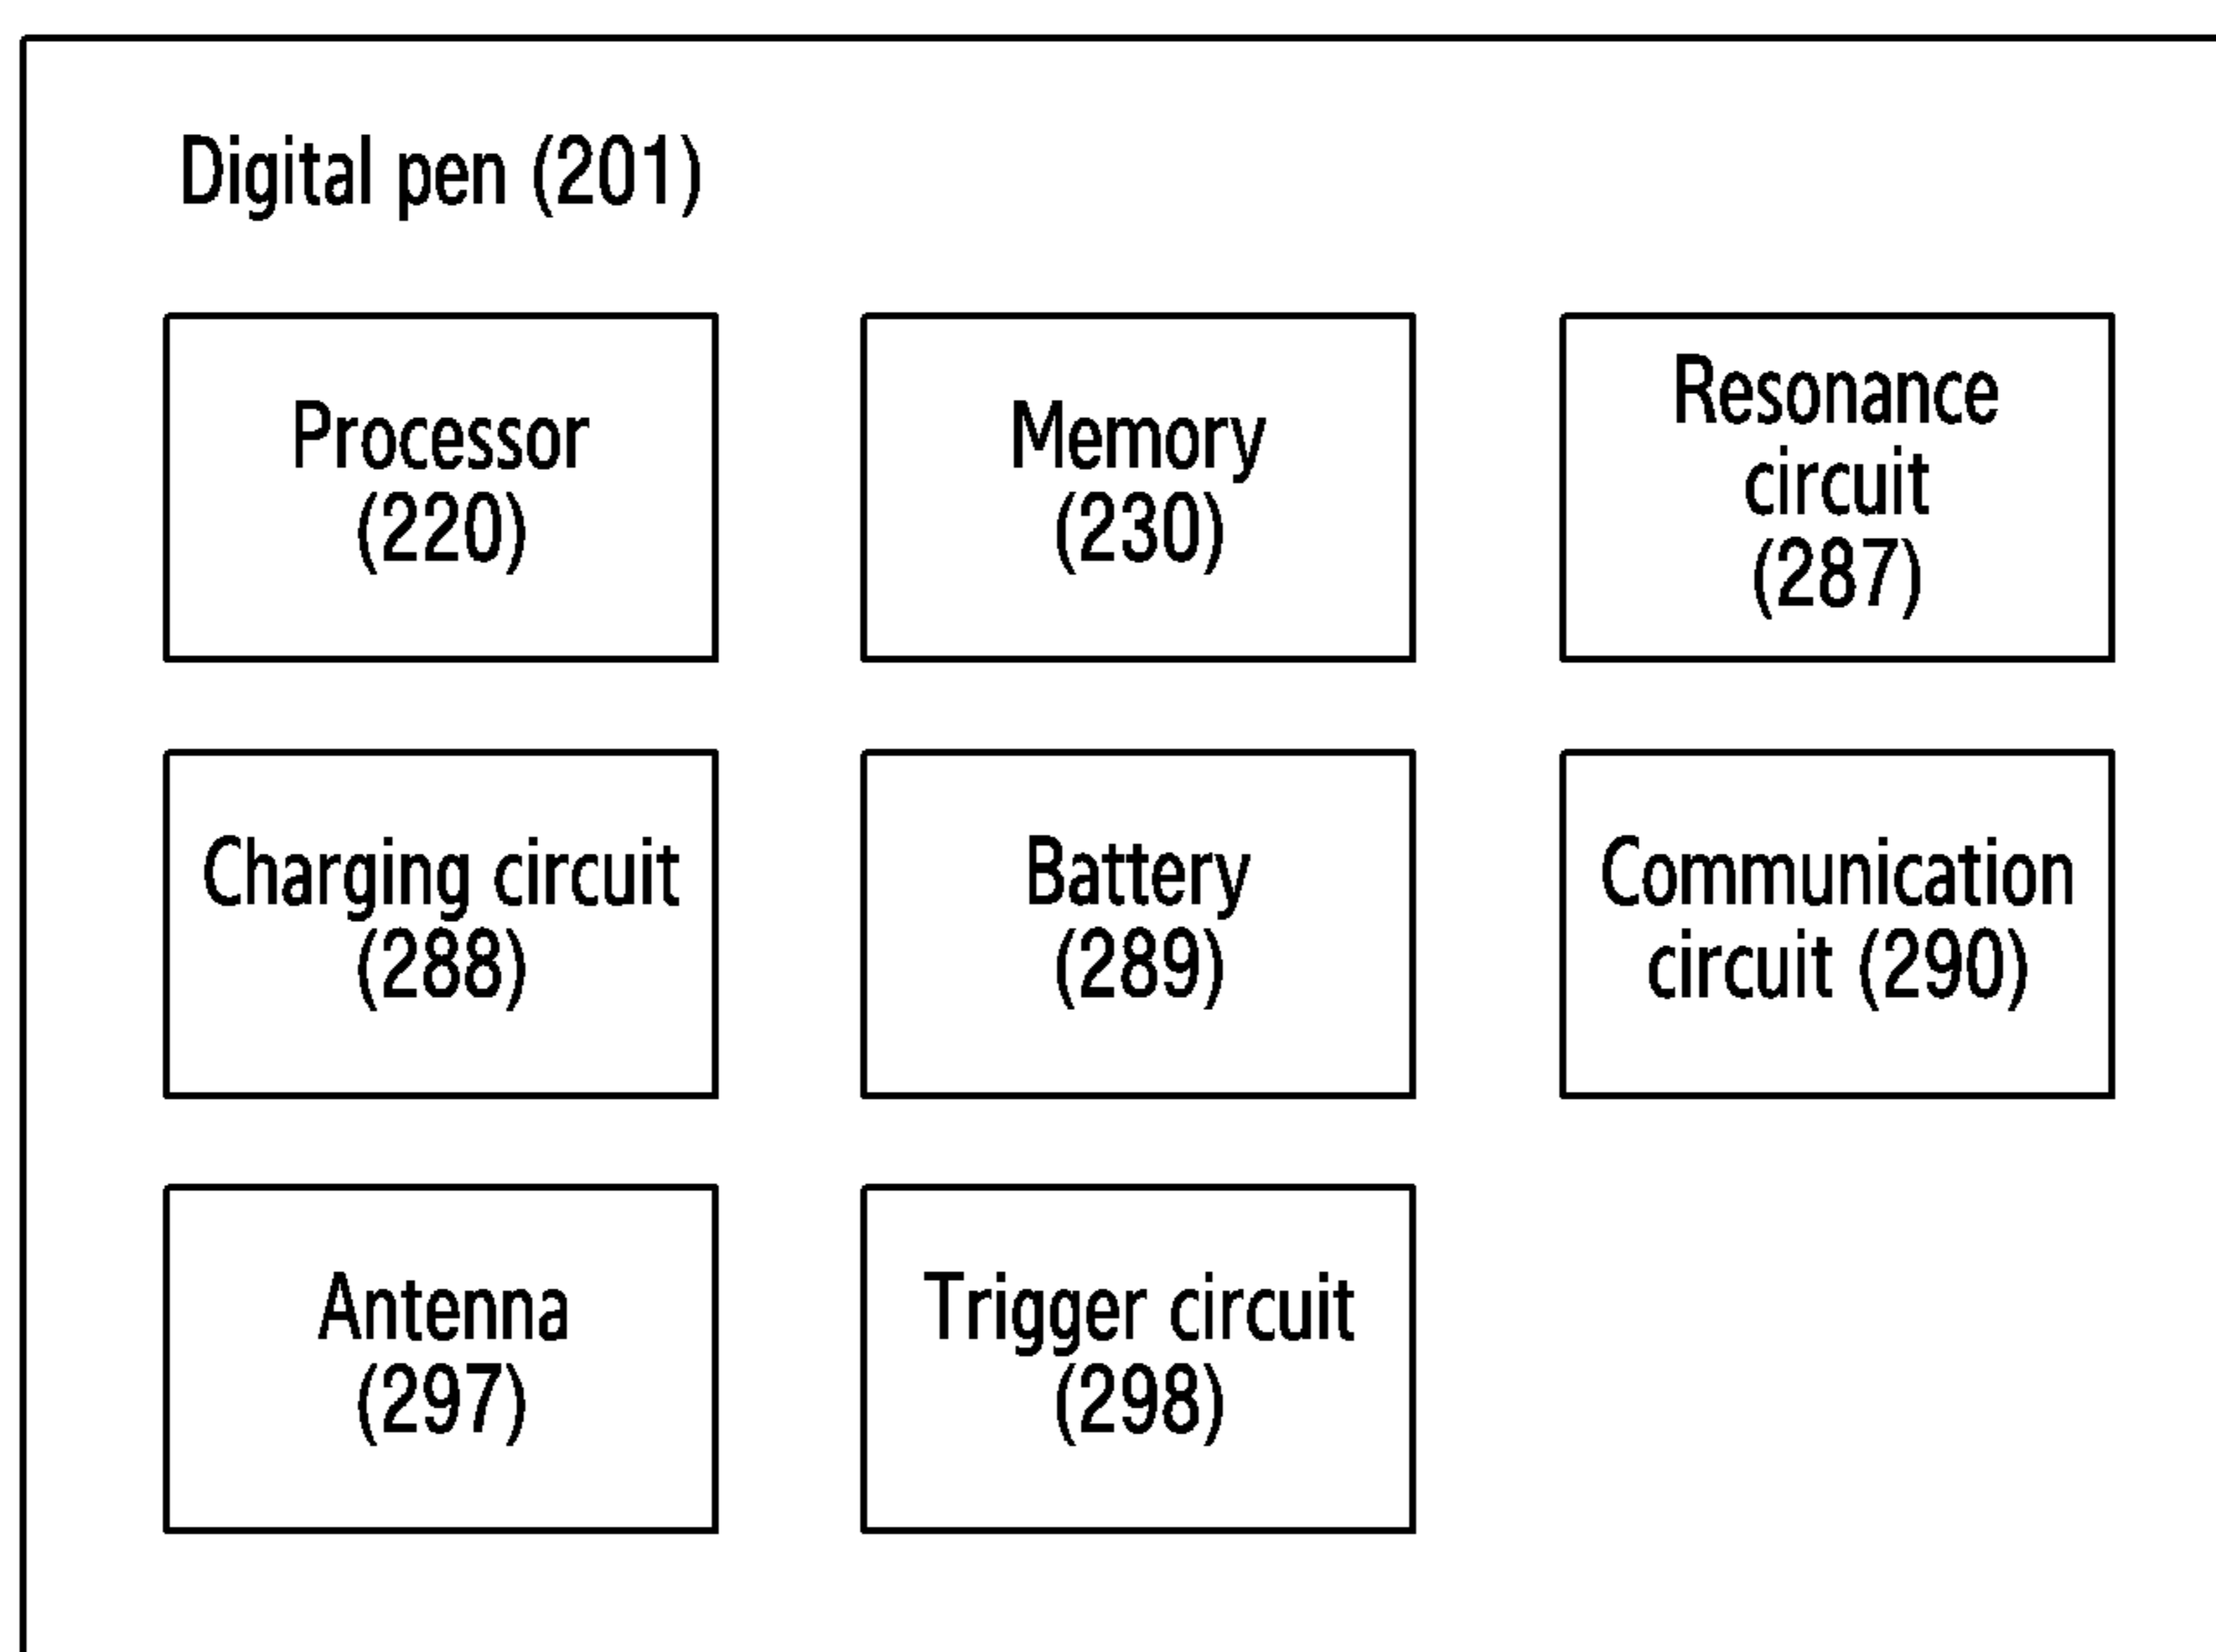 Digital pen (201)
Processor
(220)
Memory
(230)
Resonance
circuit
(287)
Charging circuit
(288)
Battery
(289)
Communication
circuit (290)
Antenna
(297)
Trigger circuit
(298)